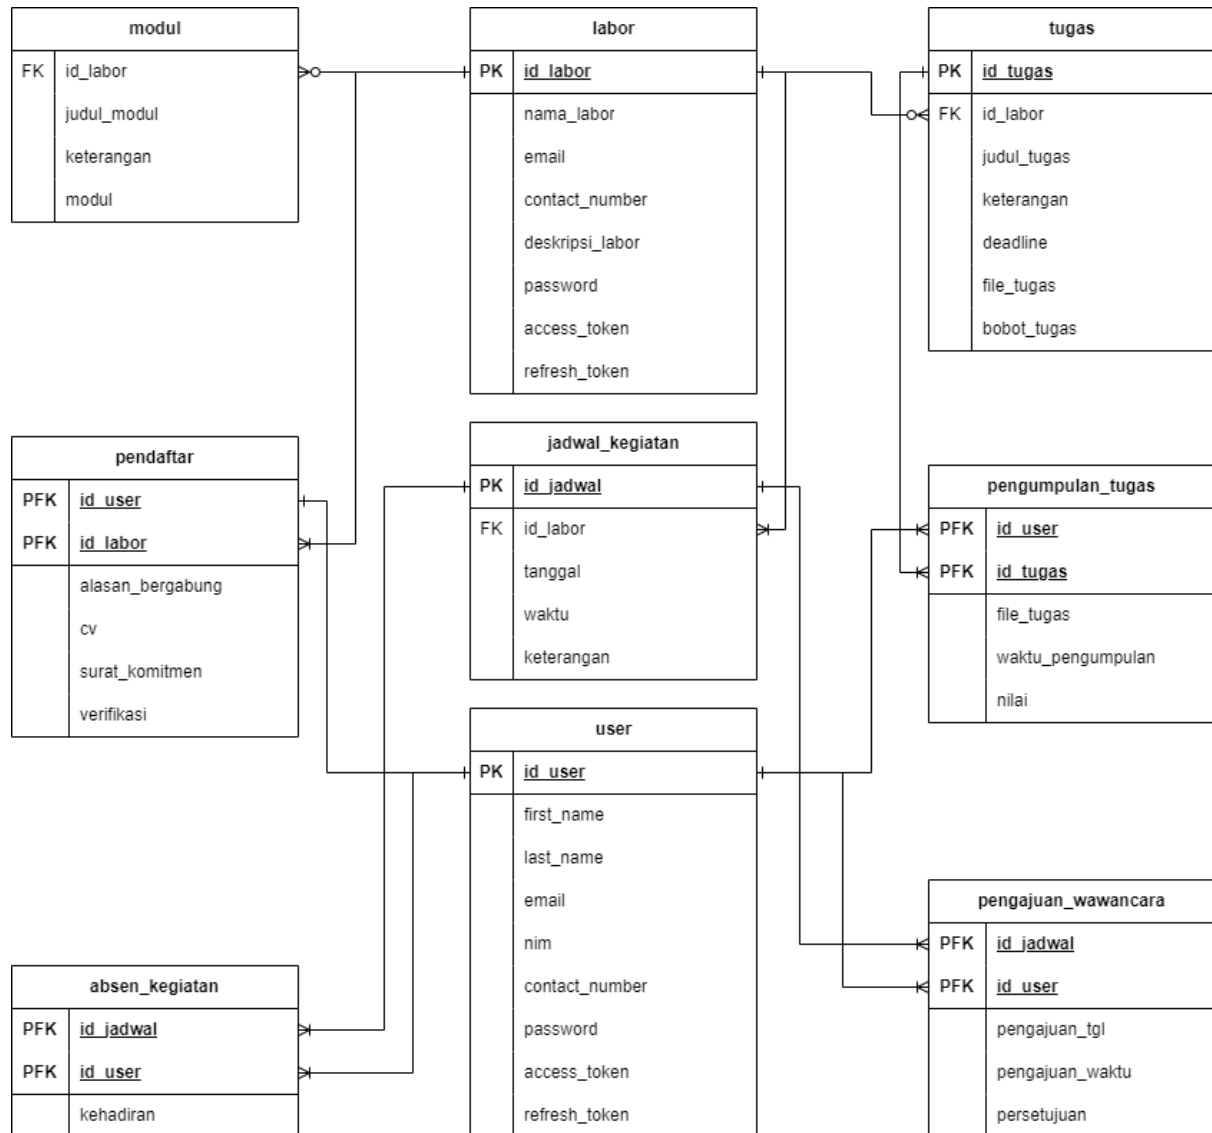 modul
FK id_labor
judul_modul
keterangan
modul
labor
PK id_labor
nama_labor
email
contact_number
deskripsi_labor
password
access_token
refresh_token
tugas
PK id_tugas
FK id_labor
judul_tugas
keterangan
deadline
file_tugas
bobot_tugas
pendaftar
PFK id_user
PFK id_labor
alasan_bergabung
cv
surat_komitmen
verifikasi
jadwal_kegiatan
PK id_jadwal
FK id_labor
tanggal
waktu
keterangan
pengumpulan_tugas
PFK id_user
PFK id_tugas
file_tugas
waktu_pengumpulan
nilai
user
PK id_user
first_name
last_name
email
nim
contact_number
password
access_token
refresh_token
absen_kegiatan
PFK id_jadwal
PFK id_user
kehadiran
pengajuan_wawancara
PFK id_jadwal
PFK id_user
pengajuan_tgl
pengajuan_waktu
persetujuan